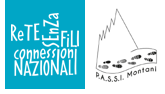 ReTe
SENZA
FiLi
connessioni
NAZIONALI
P.A.S.S.I. Montani